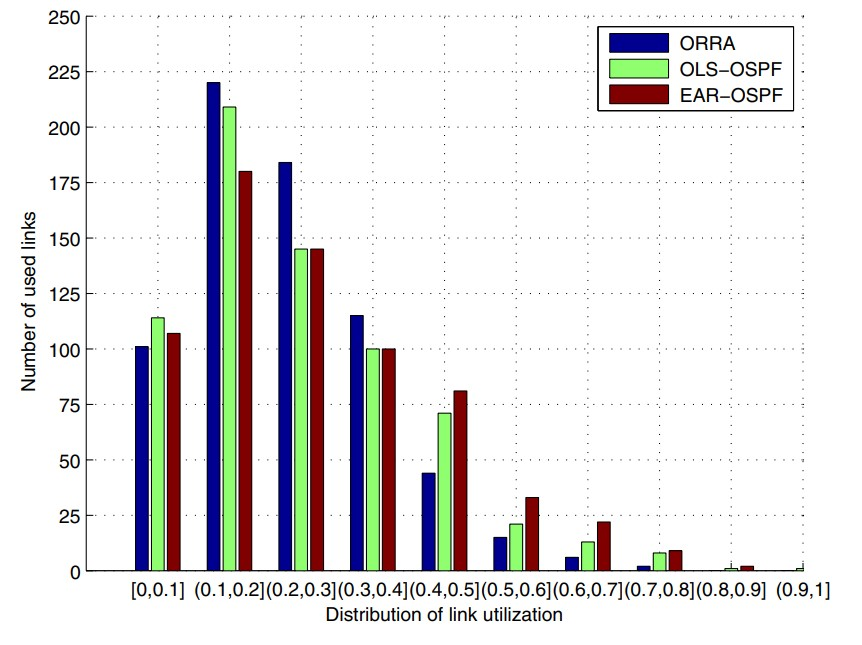 250
225
200
175
150
125
100
75
50
25
0
Number of used links
ORRA
OLS−OSPF
EAR−OSPF
[0,0.1] (0.1,0.2] (0.2,0.3] (0.3,0.4] (0.4,0.5] (0.5,0.6] (0.6,0.7] (0.7,0.8] (0.8,0.9] (0.9,1]
Distribution of link utilization